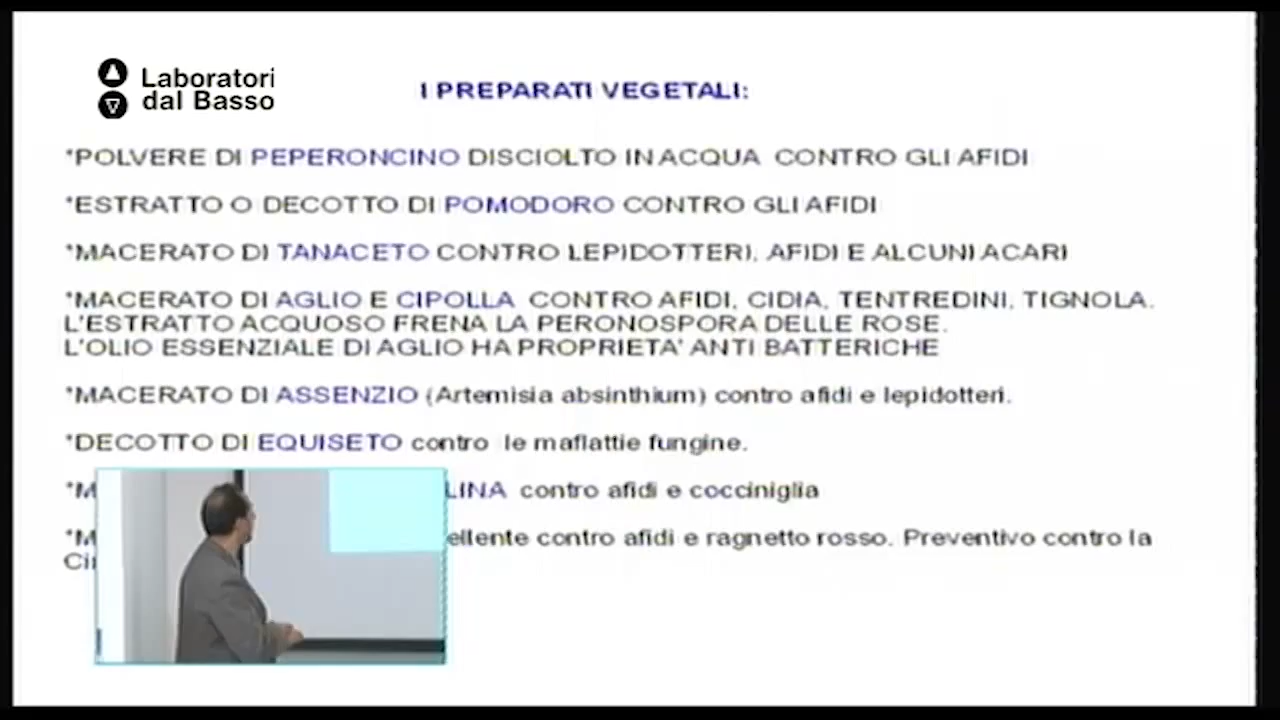 Laboratori
dal Basso
I PREPARATI VEGETALI:
*POLVERE DI PEPERONCINO DISCIOLTO IN ACQUA CONTRO GLI AFIDI
*ESTRATTO O DECOTTO DI POMODORO CONTRO GLI AFIDI
*MACERATO DI TANACETO CONTRO LEPIDOTTERI, AFIDI E ALCUNI ACARI
*MACERATO DI AGLIO E CIPOLLA CONTRO AFIDI, CIDIA, TENTREDINI, TIGNOLA.
L'ESTRATTO ACQUOSO FRENA LA PERONOSPORA DELLE ROSE.
L'OLIO ESSENZIALE DI AGLIO HA PROPRIETA' ANTI BATTERICHE
*MACERATO DI ASSENZIO (Artemisia absinthium) contro afidi e lepidotteri.
*DECOTTO DI EQUISETO contro le maflattie fungine.
contro afidi e cocciniglia
contro afidi e ragnetto rosso. Preventivo contro la